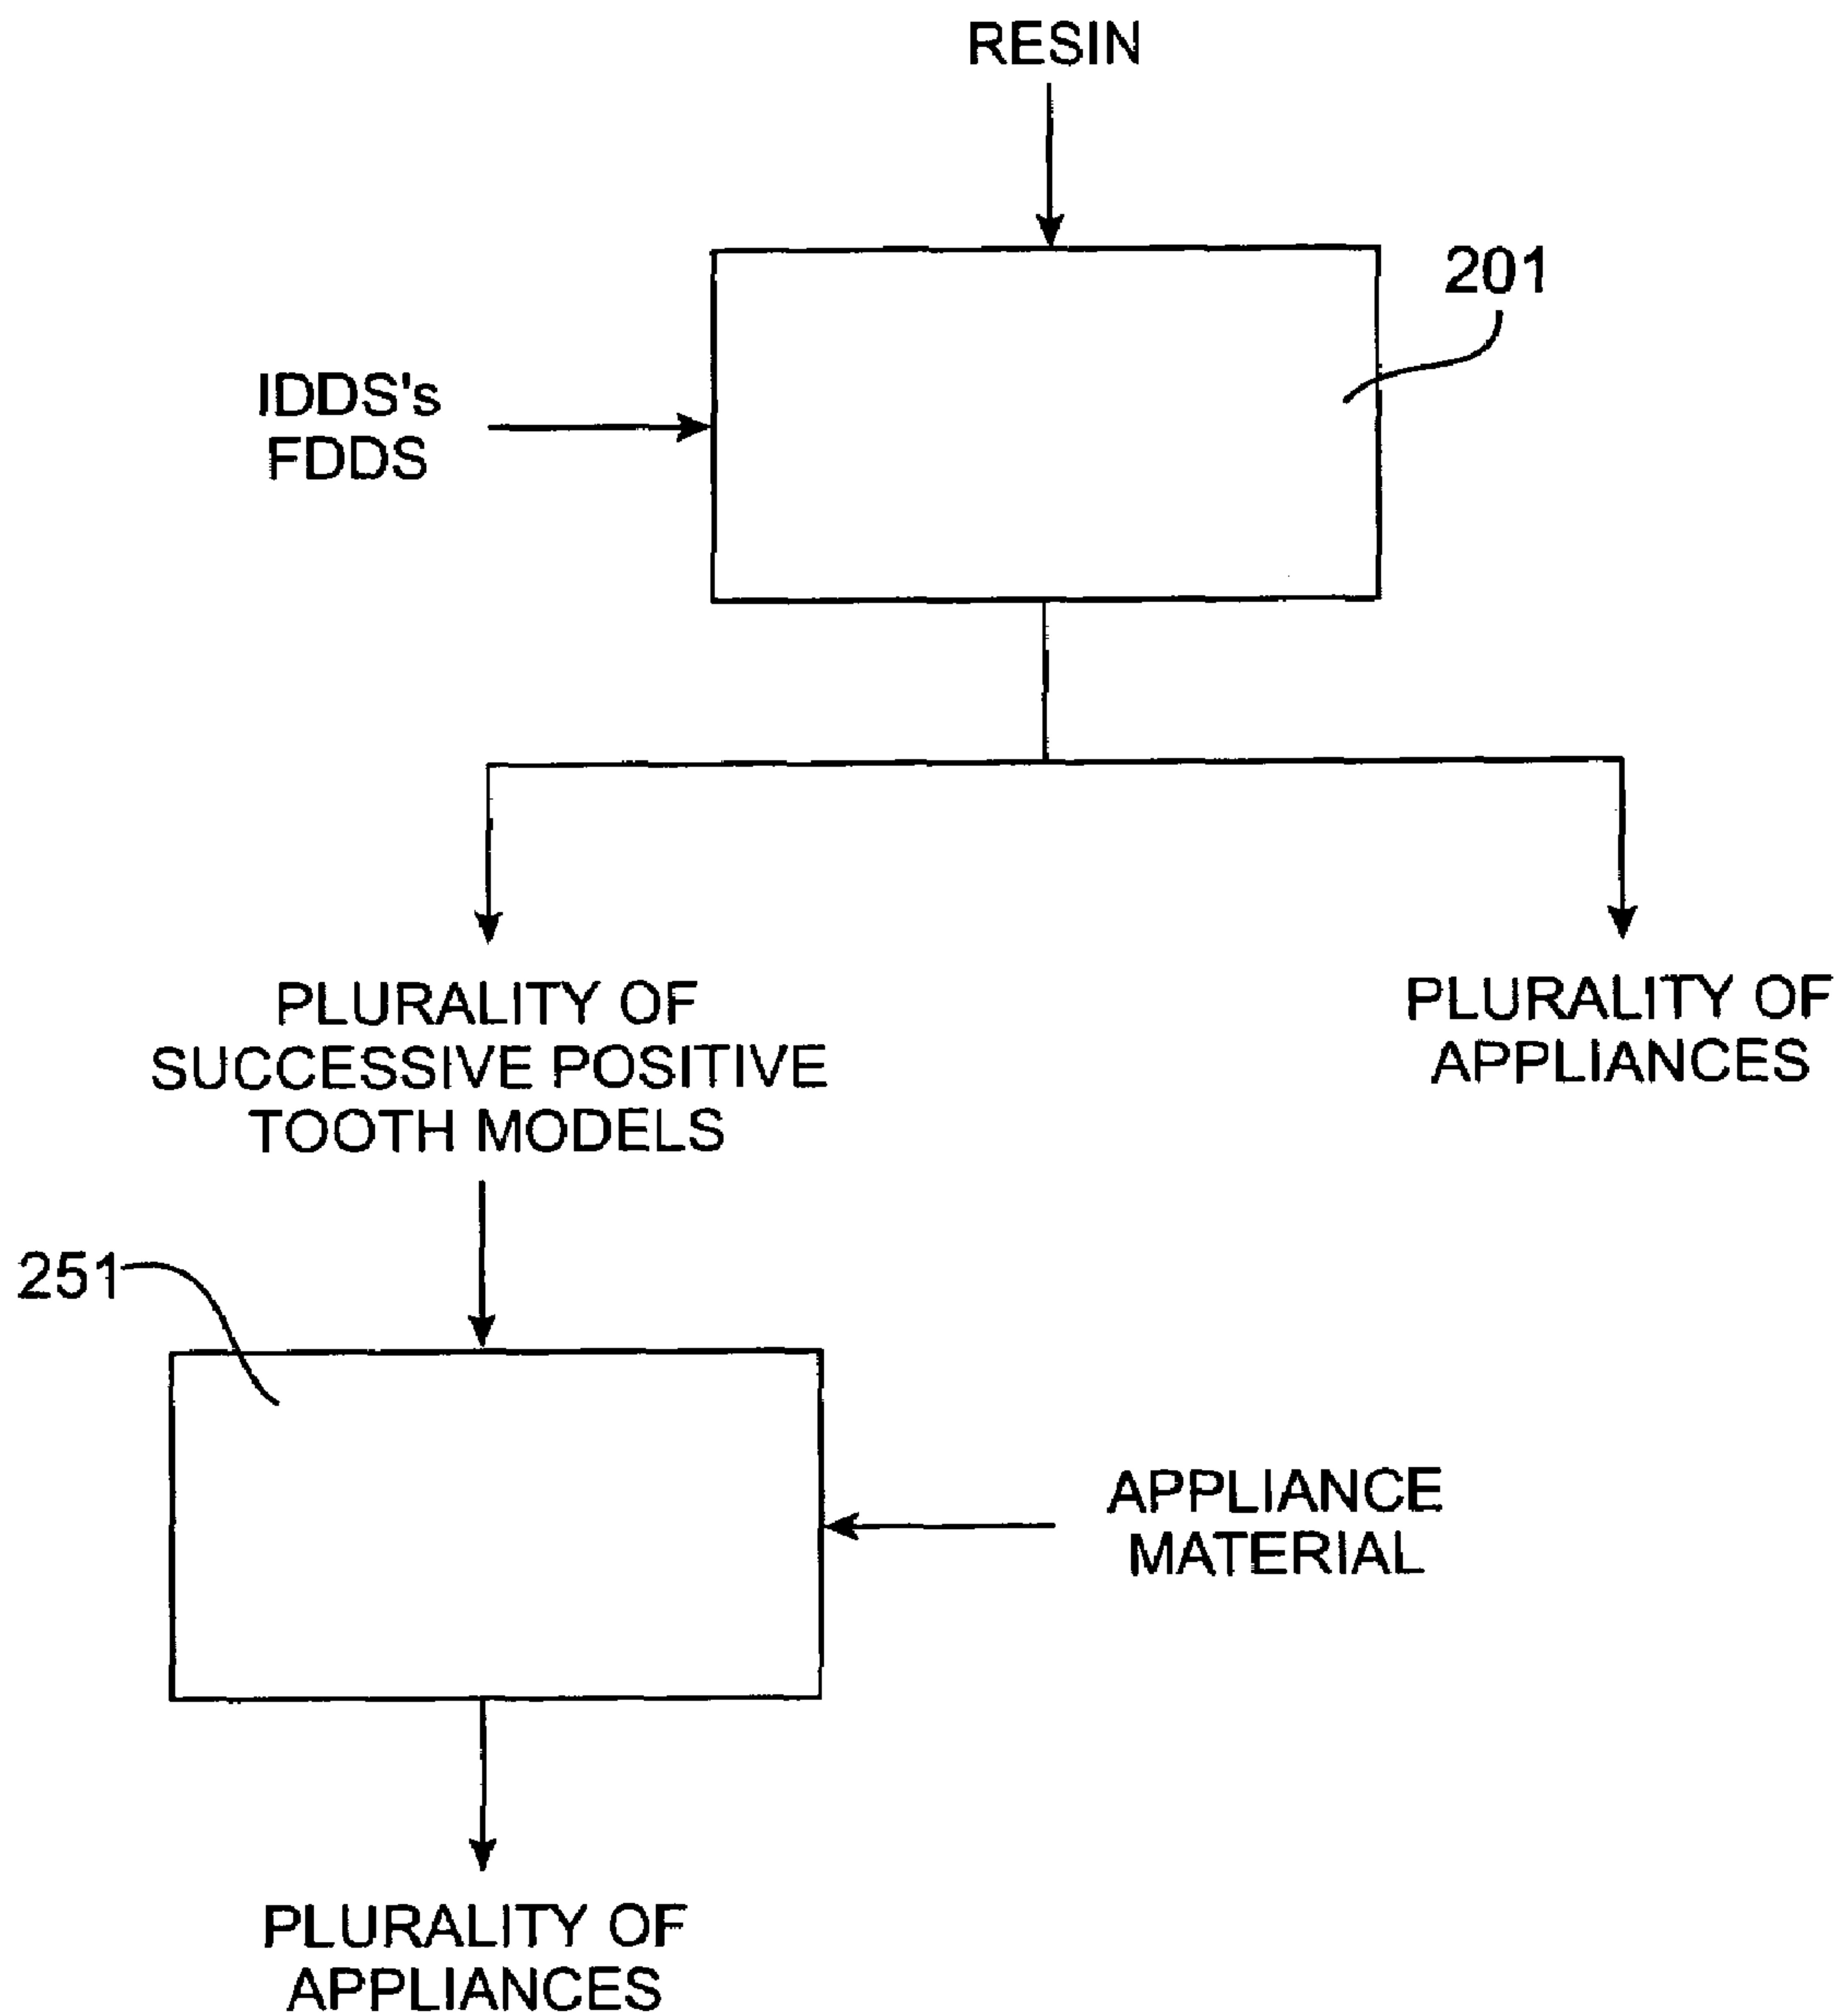 RESIN
201
IDDS's
FDDS
PLURALITY OF
SUCCESSIVE POSITIVE
TOOTH MODELS
PLURALITY OF
APPLIANCES
251
APPLIANCE
MATERIAL
PLURALITY OF
APPLIANCES